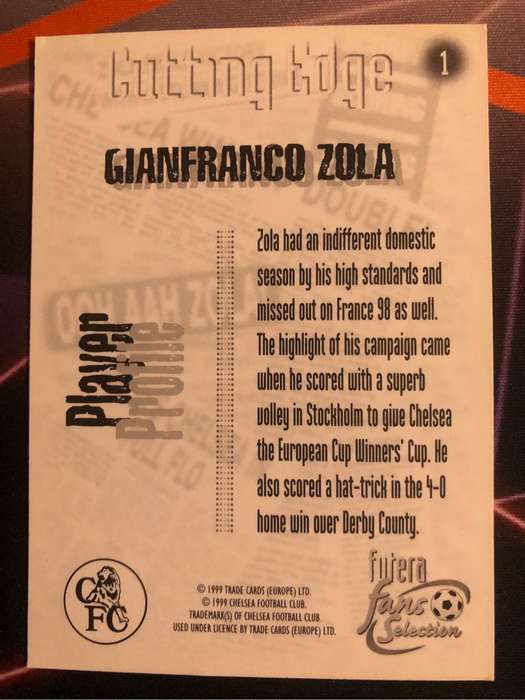 Cutting Edge
1
GIANFRANCO ZOLA
Player
Profile
Zola had an indifferent domestic
season by his high standards and
missed out on France 98 as well.
The highlight of his campaign came
when he scored with a superb
volley in Stockholm to give Chelsea
the European Cup Winners' Cup. He
also scored a hat-trick in the 4-0
home win over Derby County.
CFC
© 1999 TRADE CARDS (EUROPE) LTD.
© 1999 CHELSEA FOOTBALL CLUB.
TRADEMARK(S) OF CHELSEA FOOTBALL CLUB
USED UNDER LICENCE BY TRADE CARDS (EUROPE) LTD.
futera
fans
Selection
OOH AAH ZOLA
DOUBLE